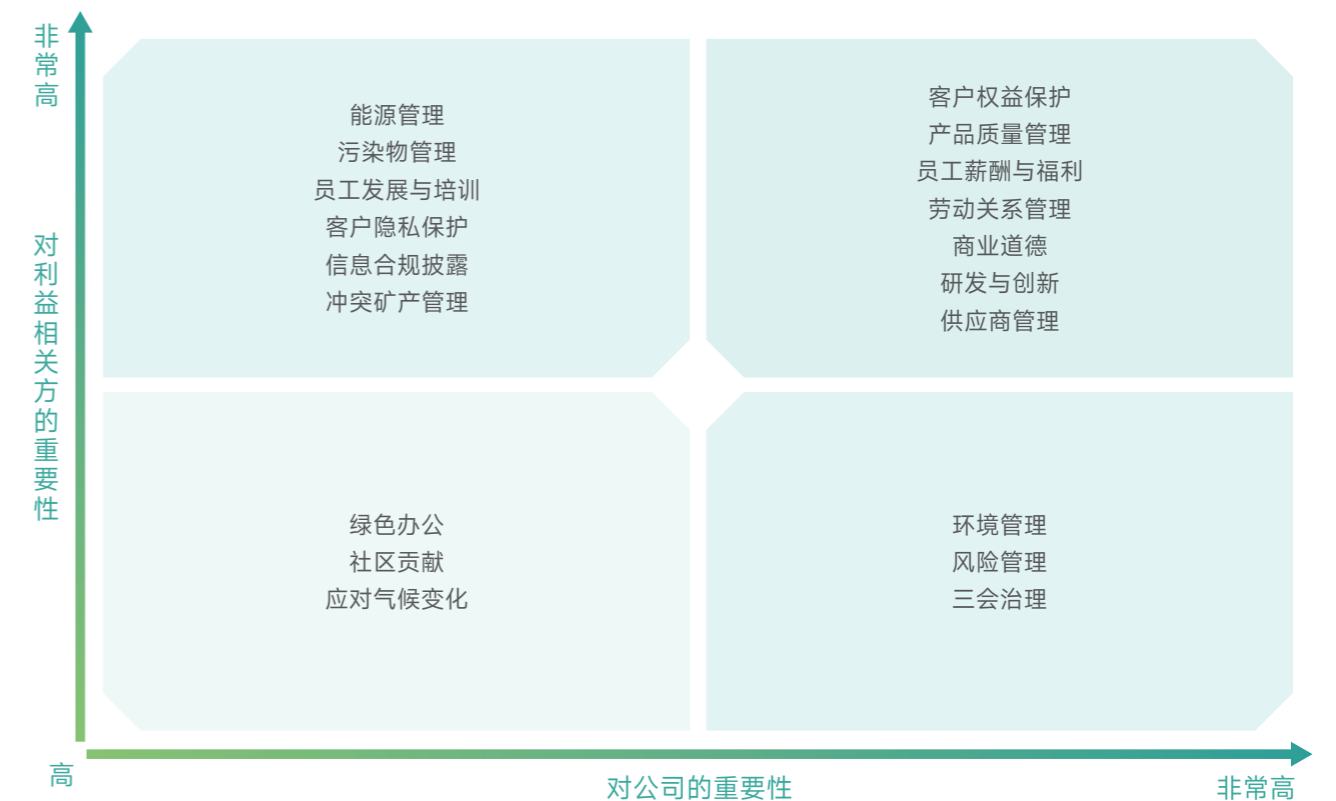 非常高
对利益相关方的重要性
能源管理
污染物管理
员工发展与培训
客户隐私保护
信息合规披露
冲突矿产管理
客户权益保护
产品质量管理
员工薪酬与福利
劳动关系管理
商业道德
研发与创新
供应商管理
绿色办公
社区贡献
应对气候变化
环境管理
风险管理
三会治理
高
对公司的重要性
非常高